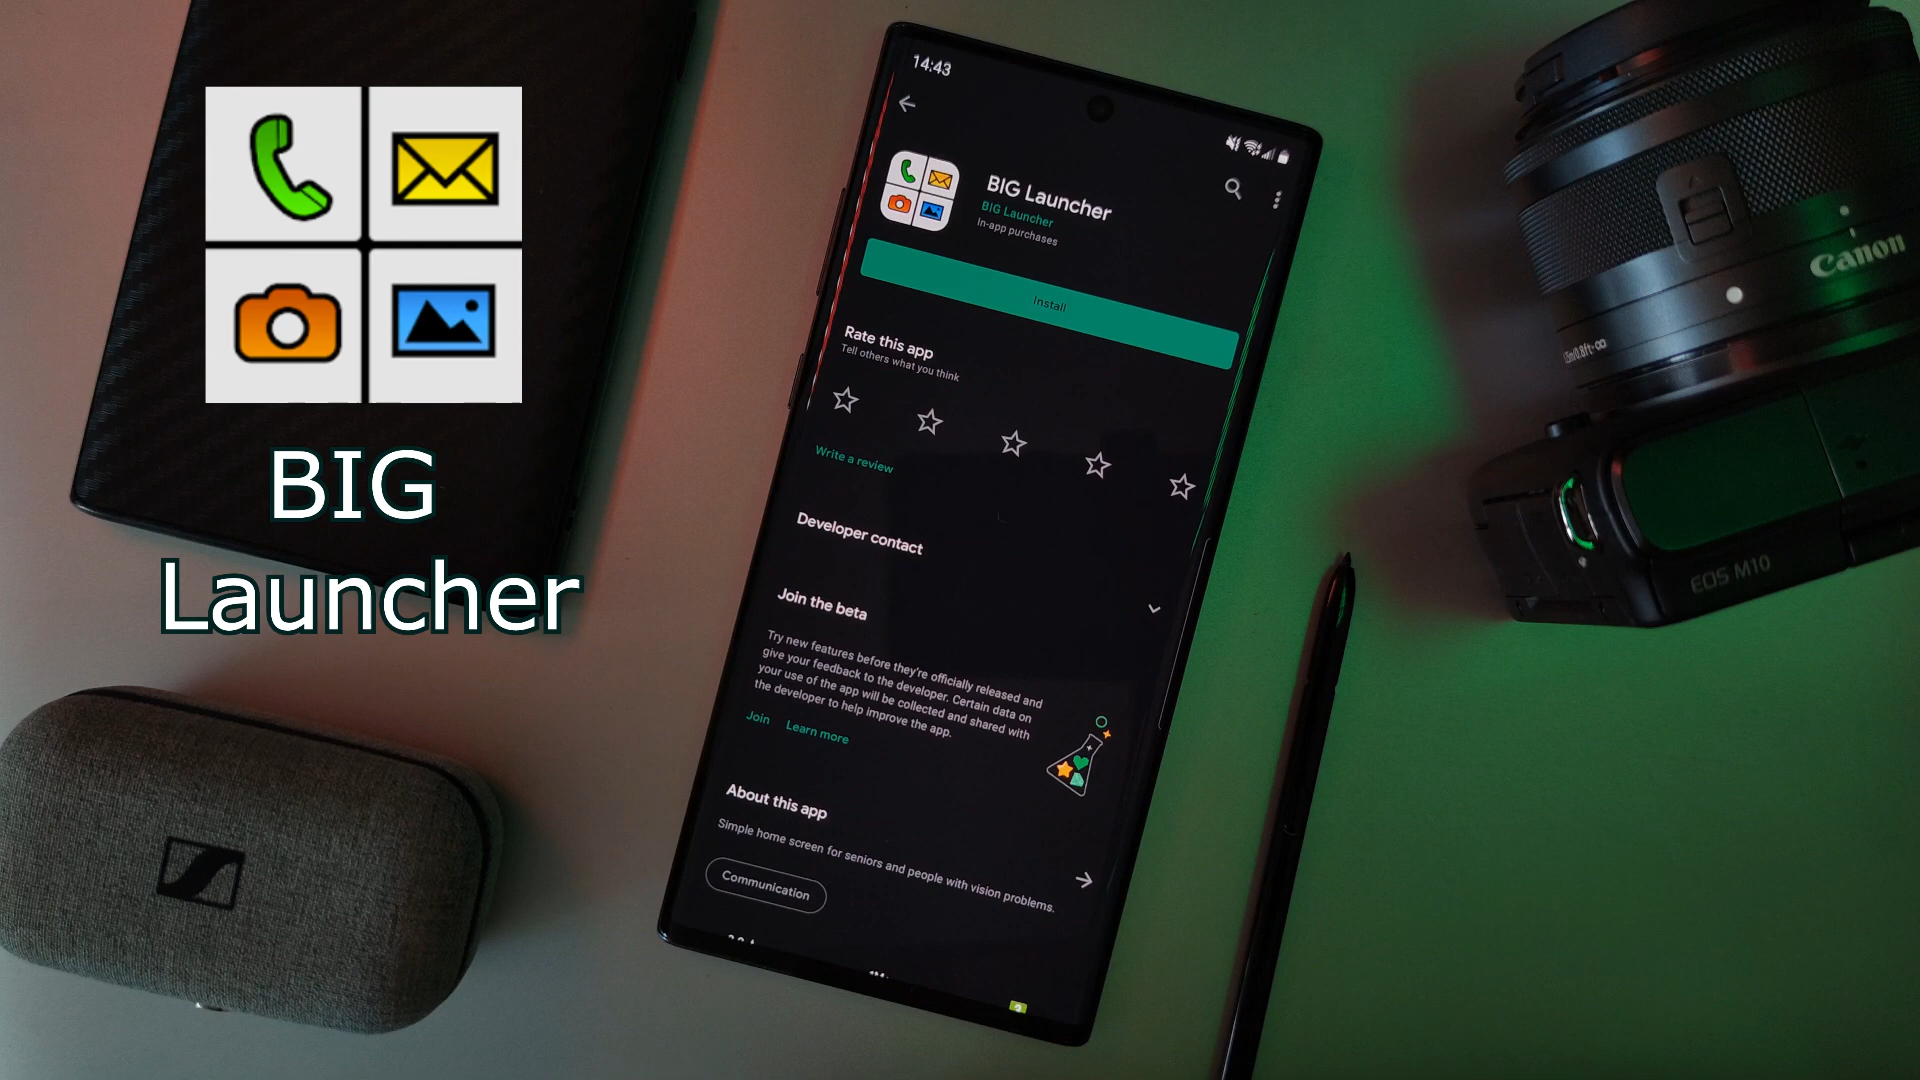 BIG
Launcher
14:43
BIG Launcher
BIG Launcher
In-app purchases
Install
Rate this app
Tell others what you think
Write a review
Developer contact
Join the beta
Try new features before they're officially released and
give your feedback to the developer. Certain data on
your use of the app will be collected and shared with
the developer to help improve the app.
Join Learn more
About this app
Simple home screen for seniors and people with vision problems.
Communication
Canon
EOS M10